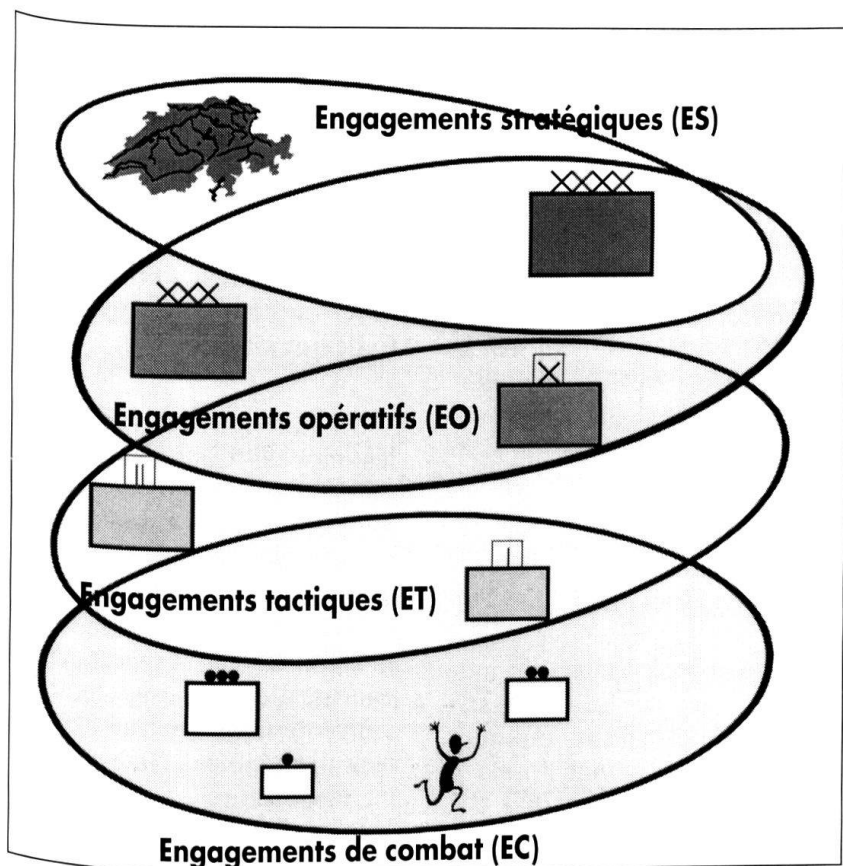 Engagements stratégiques (ES)
Engagements opératifs (EO)
Engagements tactiques (ET)
Engagements de combat (EC)